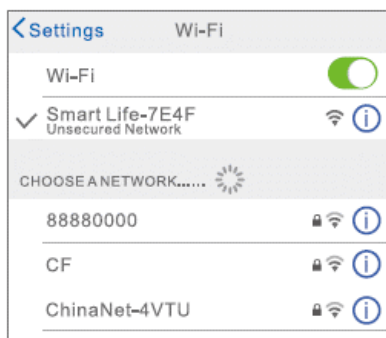 Settings Wi-Fi
Wi-Fi
Smart Life-7E4F
Unsecured Network
CHOOSE A NETWORK......
88880000
CF
ChinaNet-4VTU